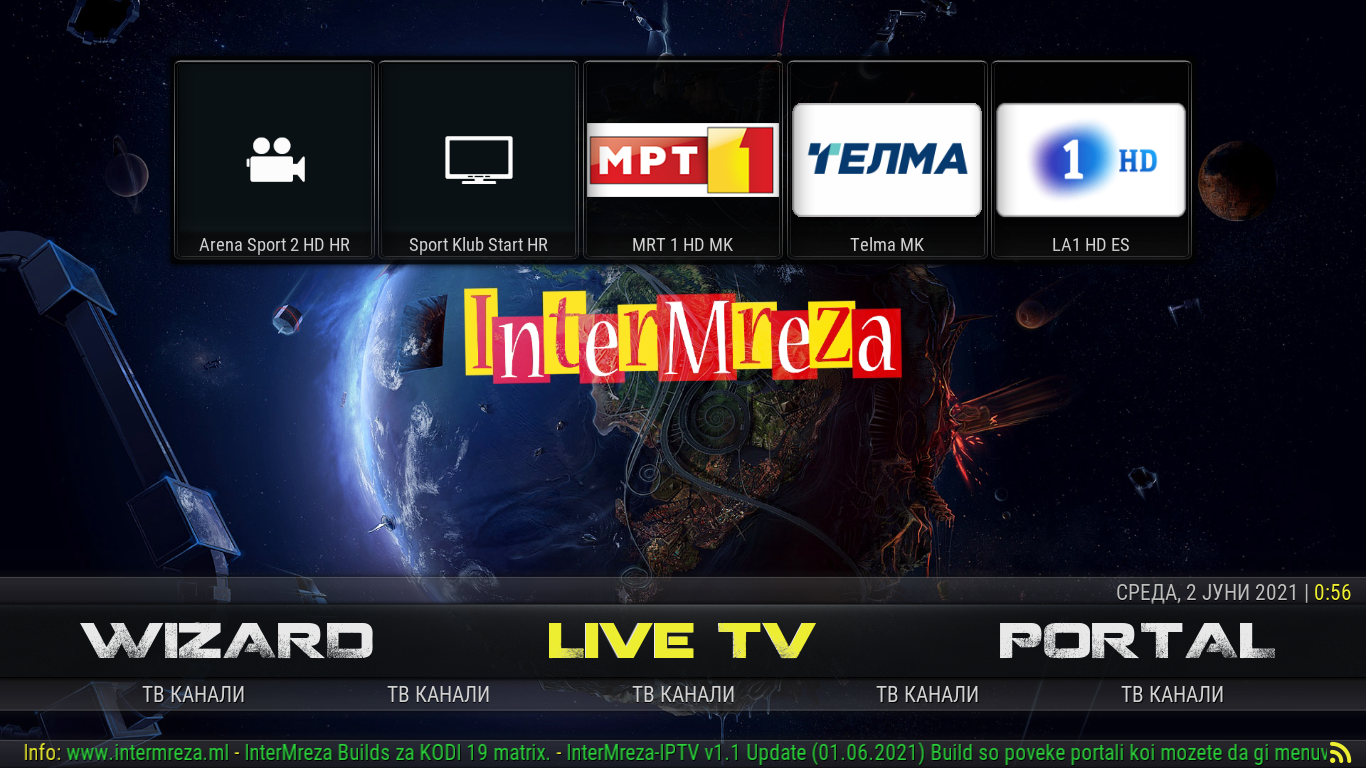 МРТ 1
ТЕЛМА
1 HD
Arena Sport 2 HD HR
Sport Klub Start HR
MRT 1 HD MK
Telma MK
LA1 HD ES
InterMreza
СРЕДА, 2 ЈУНИ 2021 | 0:56
WIZARD
LIVE TV
PORTAL
ТВ КАНАЛИ
ТВ КАНАЛИ
ТВ КАНАЛИ
ТВ КАНАЛИ
ТВ КАНАЛИ
Info: www.intermreza.ml - InterMreza Builds za KODI 19 matrix. - InterMreza-IPTV v1.1 Update (01.06.2021) Build so poveke portali koi mozete da gi